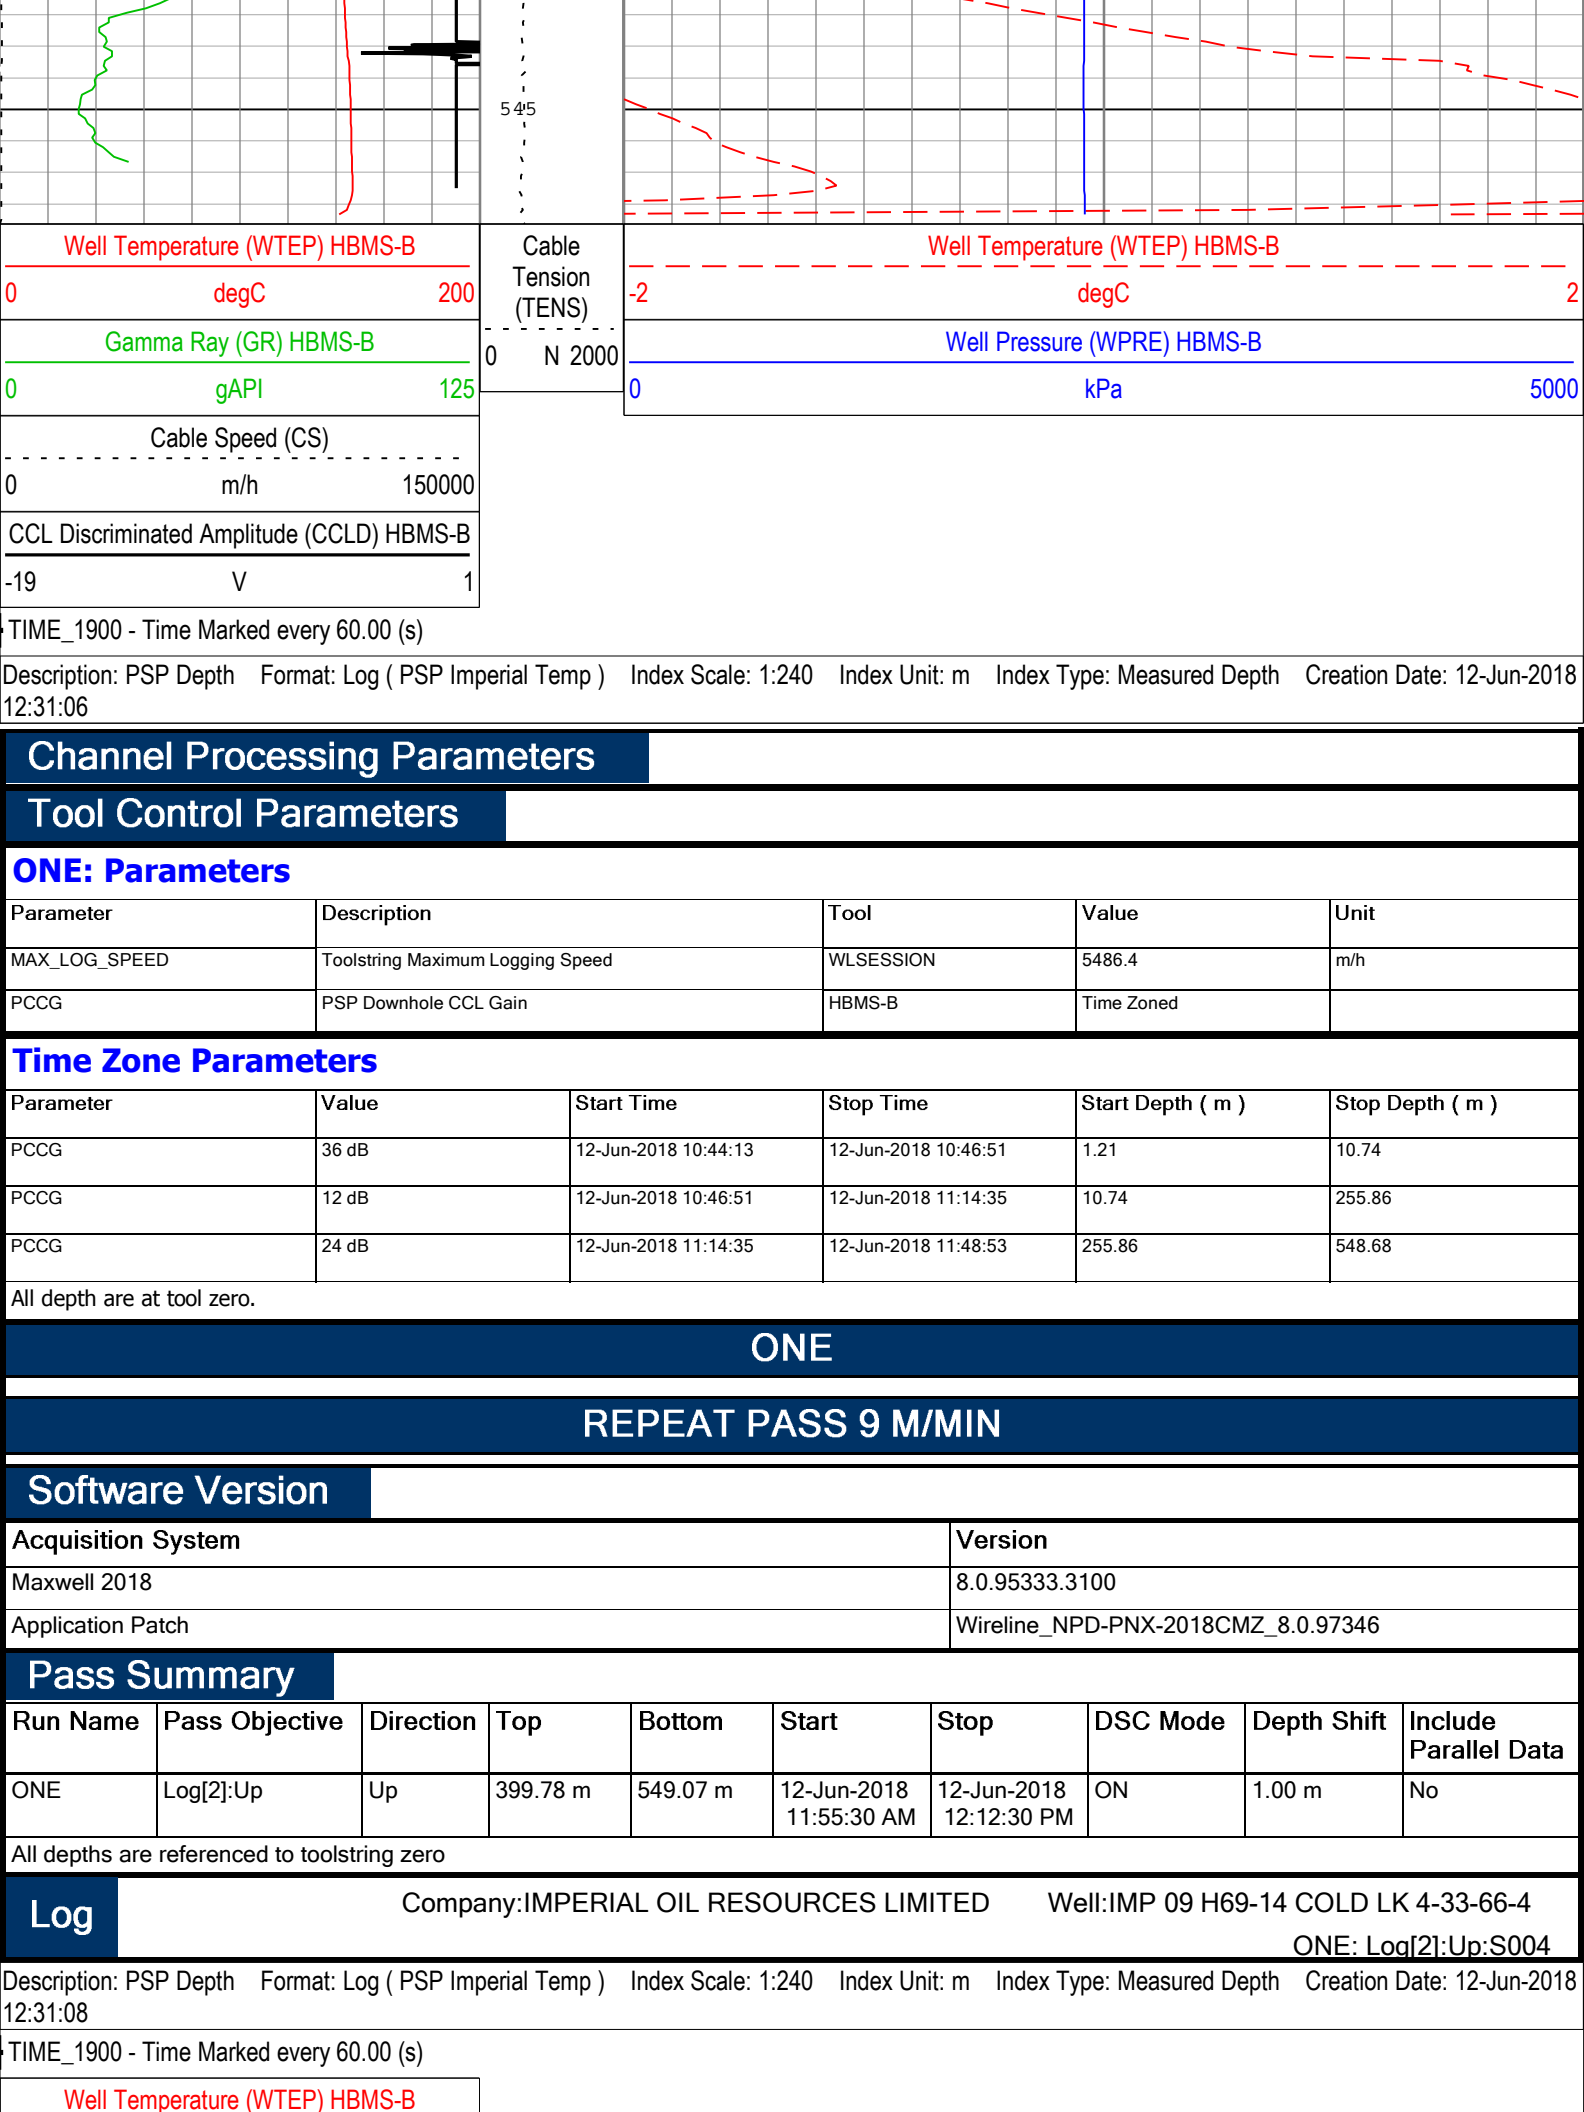 545
Well Temperature (WTEP) HBMS-B
0 degC 200
Gamma Ray (GR) HBMS-B
0 gAPI 125
Cable Speed (CS)
0 m/h 150000
CCL Discriminated Amplitude (CCLD) HBMS-B
-19 V 1
Cable
Tension
(TENS)
0 N 2000
Well Temperature (WTEP) HBMS-B
-2 degC 2
Well Pressure (WPRE) HBMS-B
0 kPa 5000
TIME_1900 - Time Marked every 60.00 (s)
Description: PSP Depth Format: Log ( PSP Imperial Temp ) Index Scale: 1:240 Index Unit: m Index Type: Measured Depth Creation Date: 12-Jun-2018
12:31:06
Channel Processing Parameters
Tool Control Parameters
ONE: Parameters
Parameter Description Tool Value Unit
MAX_LOG_SPEED Toolstring Maximum Logging Speed WLSESSION 5486.4 m/h
PCCG PSP Downhole CCL Gain HBMS-B Time Zoned
Time Zone Parameters
Parameter Value Start Time Stop Time Start Depth ( m ) Stop Depth ( m )
PCCG 36 dB 12-Jun-2018 10:44:13 12-Jun-2018 10:46:51 1.21 10.74
PCCG 12 dB 12-Jun-2018 10:46:51 12-Jun-2018 11:14:35 10.74 255.86
PCCG 24 dB 12-Jun-2018 11:14:35 12-Jun-2018 11:48:53 255.86 548.68
All depth are at tool zero.
ONE
REPEAT PASS 9 M/MIN
Software Version
Acquisition System Version
Maxwell 2018 8.0.95333.3100
Application Patch Wireline_NPD-PNX-2018CMZ_8.0.97346
Pass Summary
Run Name Pass Objective Direction Top Bottom Start Stop DSC Mode Depth Shift Include
Parallel Data
ONE Log[2]:Up Up 399.78 m 549.07 m 12-Jun-2018 12-Jun-2018 ON 1.00 m No
11:55:30 AM 12:12:30 PM
All depths are referenced to toolstring zero
Log
Company:IMPERIAL OIL RESOURCES LIMITED Well:IMP 09 H69-14 COLD LK 4-33-66-4
ONE: Log[2]:Up:S004
Description: PSP Depth Format: Log ( PSP Imperial Temp ) Index Scale: 1:240 Index Unit: m Index Type: Measured Depth Creation Date: 12-Jun-2018
12:31:08
TIME_1900 - Time Marked every 60.00 (s)
Well Temperature (WTEP) HBMS-B